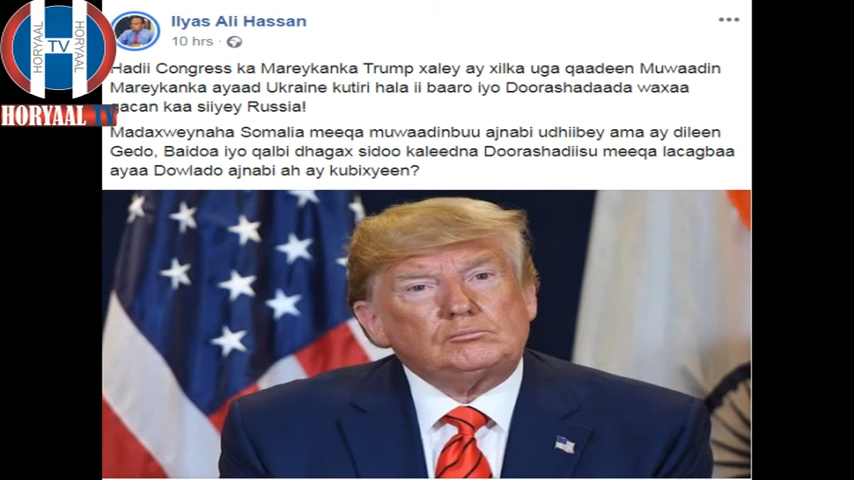 HORYAAL
TV
HORYAAL
HORYAAL TV
Ilyas Ali Hassan
10 hrs ·
Hadii Congress ka Mareykanka Trump xaley ay xilka uga qaadeen Muwaadin
Mareykanka ayaad Ukraine kutiri hala ii baaro iyo Doorashadaada waxaa
gacan kaa siiyey Russia!
Madaxweynaha Somalia meeqa muwaadinbuu ajnabi udhiibey ama ay dileen
Gedo, Baidoa iyo qalbi dhagax sidoo kaleedna Doorashadiisu meeqa lacagbaa
ayaa Dowlado ajnabi ah ay kubixyeen?